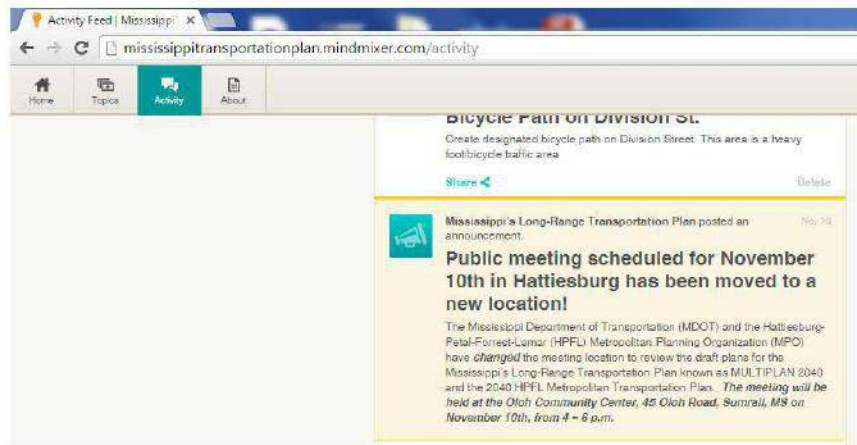 Activity Feed | Mississipp
mississippitransportationplan.mindmixer.com/activity
Home
Topics
Activity
About
Bicycle Path on Division St.
Create designated bicycle path on Division Street. This area is a heavy
foot/bicycle traffic area
Share
Delete
Mississippi's Long-Range Transportation Plan posted an
announcement.
Nov 10
Public meeting scheduled for November
10th in Hattiesburg has been moved to a
new location!
The Mississippi Department of Transportation (MDOT) and the Hattiesburg-
Petal-Forrest-Lamar (HPFL) Metropolitan Planning Organization (MPO)
have changed the meeting location to review the draft plans for the
Mississippi's Long-Range Transportation Plan known as MULTIPLAN 2040
and the 2040 HPFL Metropolitan Transportation Plan. The meeting will be
held at the Oloh Community Center, 45 Oloh Road, Sumrall, MS on
November 10th, from 4 – 6 p.m.